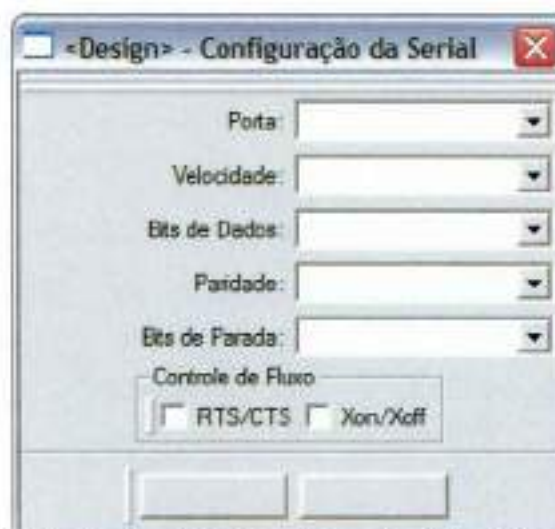 <Design> - Configuração da Serial
Porta:
Velocidade:
Bits de Dados:
Paridade:
Bits de Parada:
Controle de Fluxo
RTS/CTS Xon/Xoff